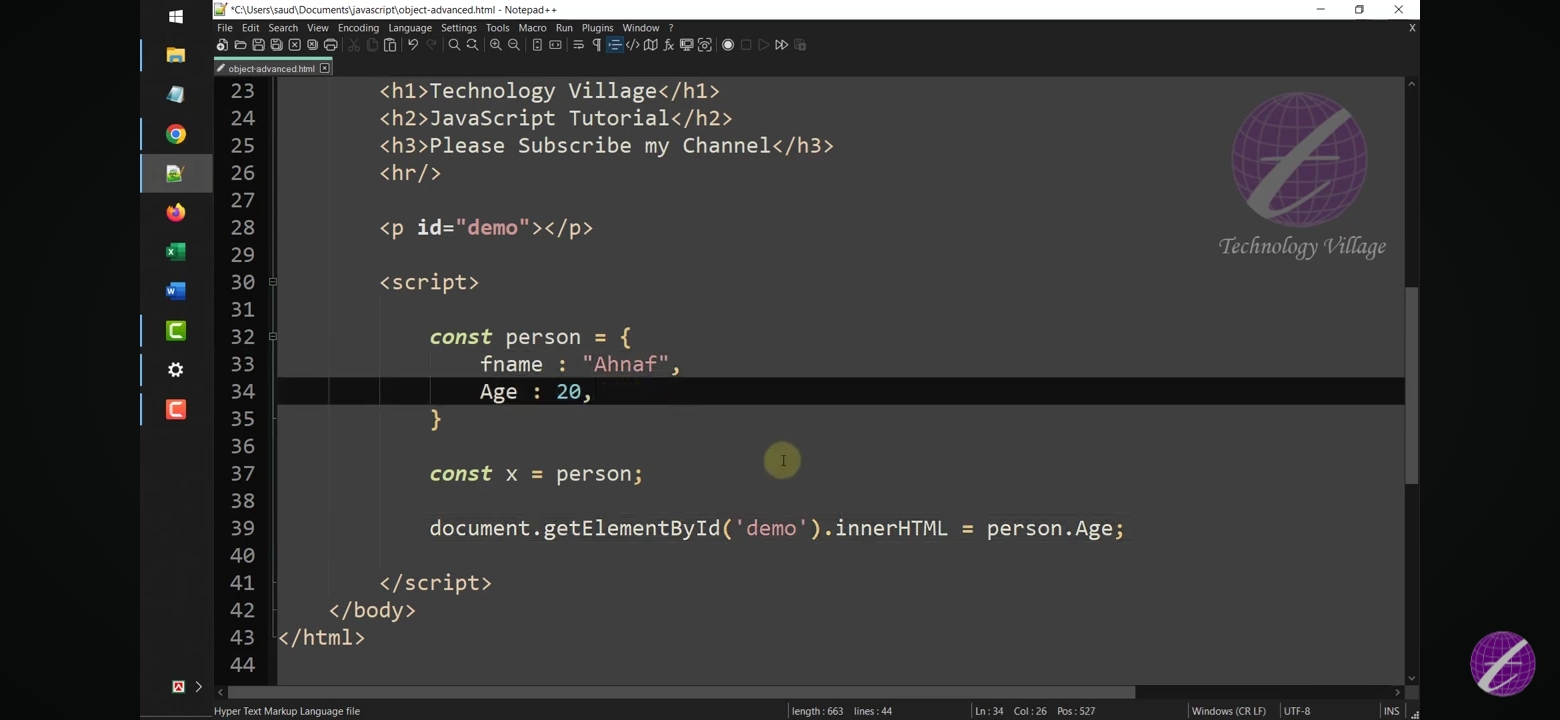 *C:\Users\saud\Documents\javascript\object-advanced.html - Notepad++
File Edit Search View Encoding Language Settings Tools Macro Run Plugins Window ? X
object-advanced.html
23 <h1>Technology Village</h1>
24 <h2>JavaScript Tutorial</h2>
25 <h3>Please Subscribe my Channel</h3>
26 <hr/>
27
28 <p id="demo"></p>
29
30 <script>
31
32 const person = {
33 fname : "Ahnaf",
34 Age : 20,
35 }
36
37 const x = person;
38
39 document.getElementById('demo').innerHTML = person.Age;
40
41 </script>
42 </body>
43 </html>
44
Technology Village
Hyper Text Markup Language file length : 663 lines : 44 Ln : 34 Col : 26 Pos : 527 Windows (CR LF) UTF-8 INS